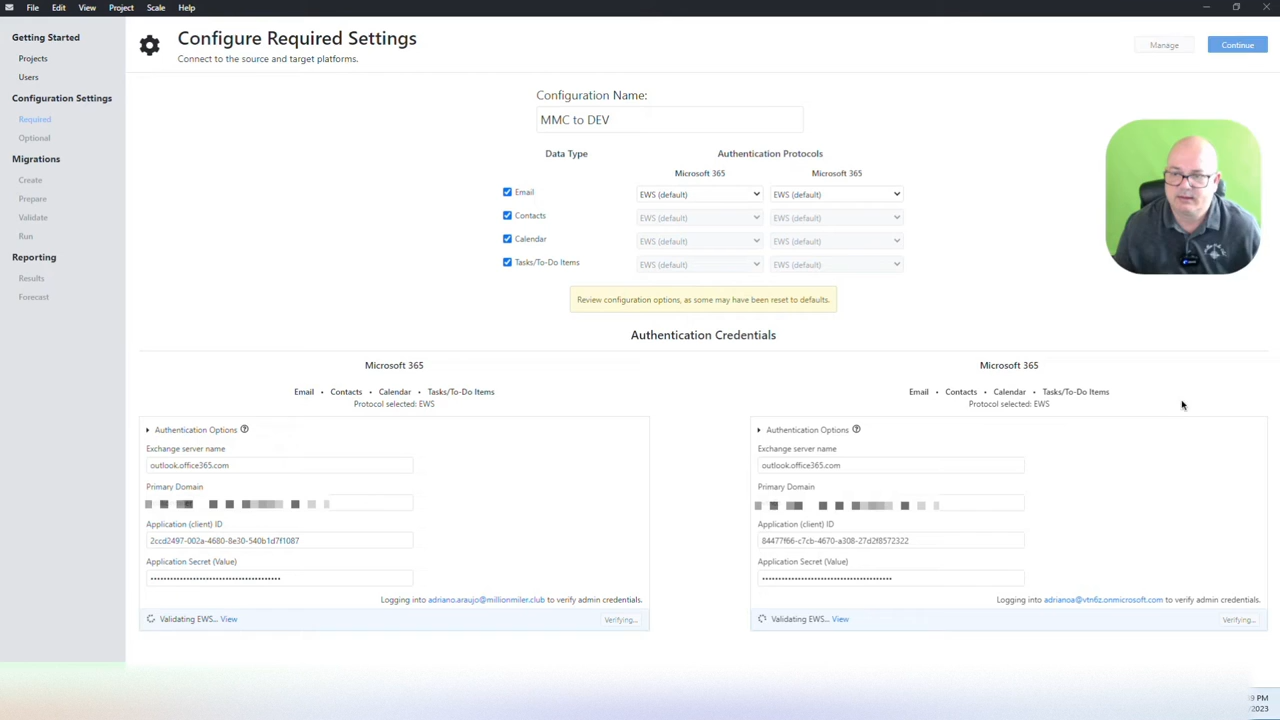 File Edit View Project Scale Help
Getting Started
Projects
Users
Configuration Settings
Required
Optional
Migrations
Create
Prepare
Validate
Run
Reporting
Results
Forecast
Configure Required Settings
Connect to the source and target platforms.
Manage
Continue
Configuration Name:
MMC to DEV
Data Type Authentication Protocols
Microsoft 365 Microsoft 365
Email EWS (default) EWS (default)
Contacts EWS (default) EWS (default)
Calendar EWS (default) EWS (default)
Tasks/To-Do Items EWS (default) EWS (default)
Review configuration options, as some may have been reset to defaults.
Authentication Credentials
Microsoft 365
Email • Contacts • Calendar • Tasks/To-Do Items
Protocol selected: EWS
Authentication Options
Exchange server name
outlook.office365.com
Primary Domain
Application (client) ID
2ccd2497-002a-4680-8e30-540b1d7f1087
Application Secret (Value)
Logging into adriano.araujo@millionmiler.club to verify admin credentials.
Validating EWS... View
Verifying...
Microsoft 365
Email • Contacts • Calendar • Tasks/To-Do Items
Protocol selected: EWS
Authentication Options
Exchange server name
outlook.office365.com
Primary Domain
Application (client) ID
84477f66-c7cb-4670-a308-27d2f8572322
Application Secret (Value)
Logging into adrianoa@vtn6z.onmicrosoft.com to verify admin credentials.
Validating EWS... View
Verifying...
PM
/2023